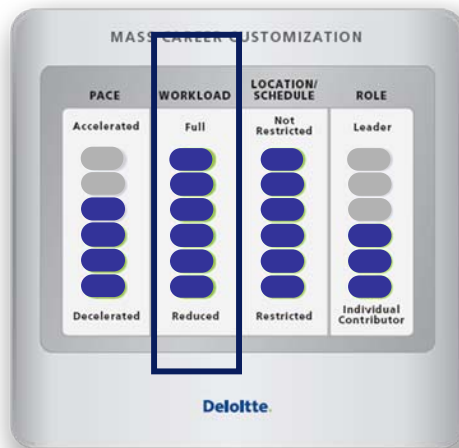 MASS CAREER CUSTOMIZATION
PACE
WORKLOAD
LOCATION/
SCHEDULE
ROLE
Accelerated
Full
Not
Restricted
Leader
Decelerated
Reduced
Restricted
Individual
Contributor
Deloitte.